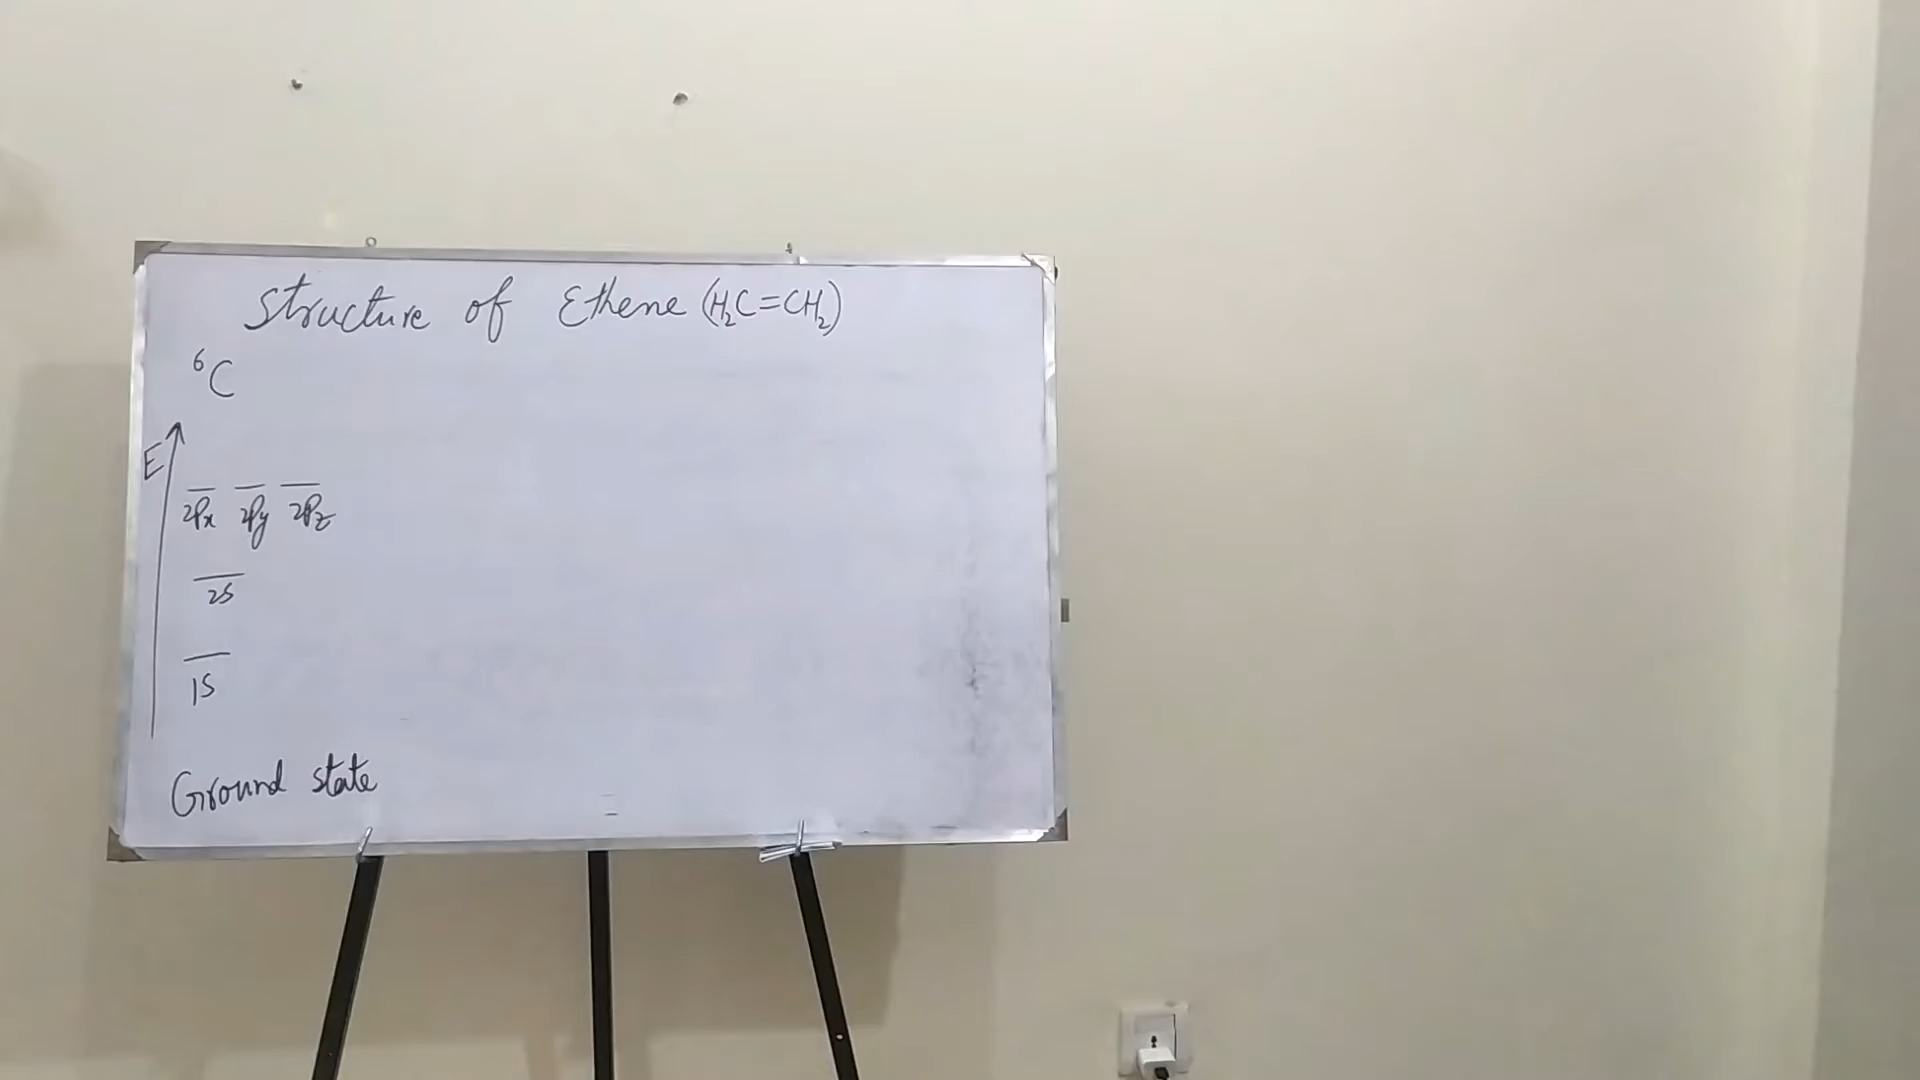 Structure of Ethene (H₂C=CH₂)
⁶C
E
2Px 2Py 2Pz
2S
1S
Ground state